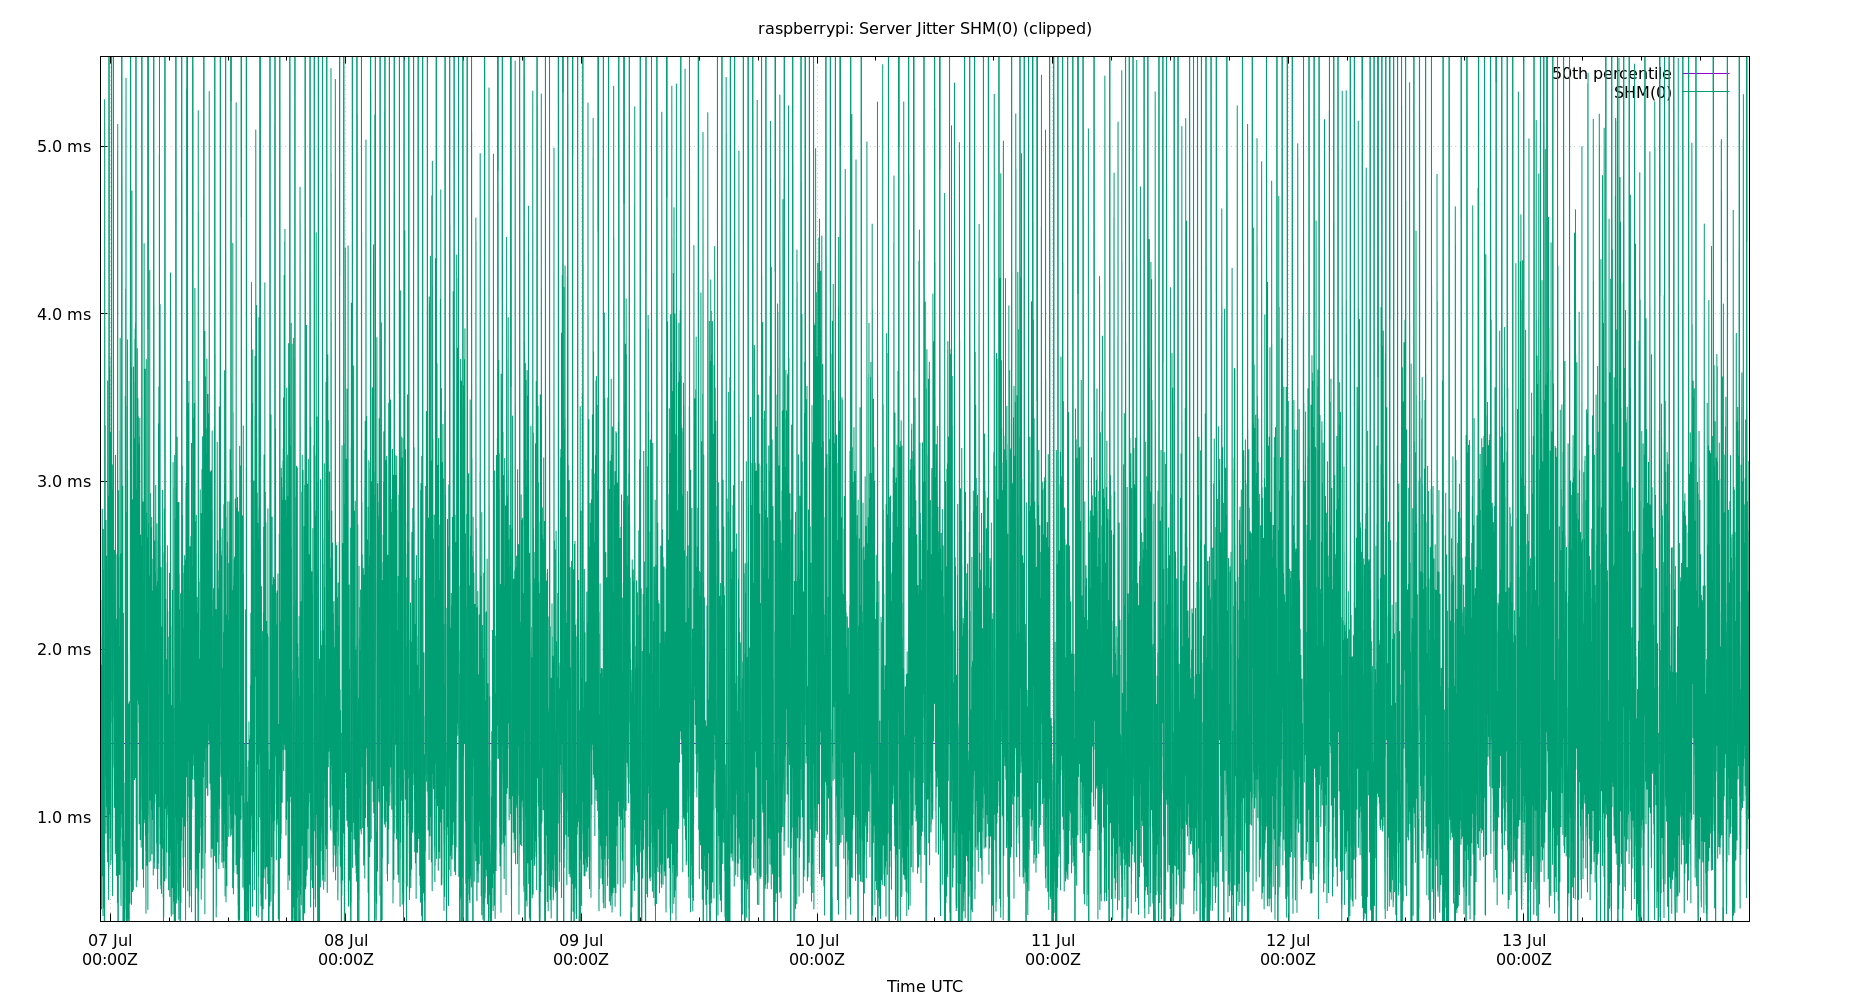 raspberrypi: Server Jitter SHM(0) (clipped)
50th percentile
SHM(0)
5.0 ms
4.0 ms
3.0 ms
2.0 ms
1.0 ms
07 Jul 08 Jul 09 Jul 10 Jul 11 Jul 12 Jul 13 Jul
00:00Z 00:00Z 00:00Z 00:00Z 00:00Z 00:00Z 00:00Z
Time UTC